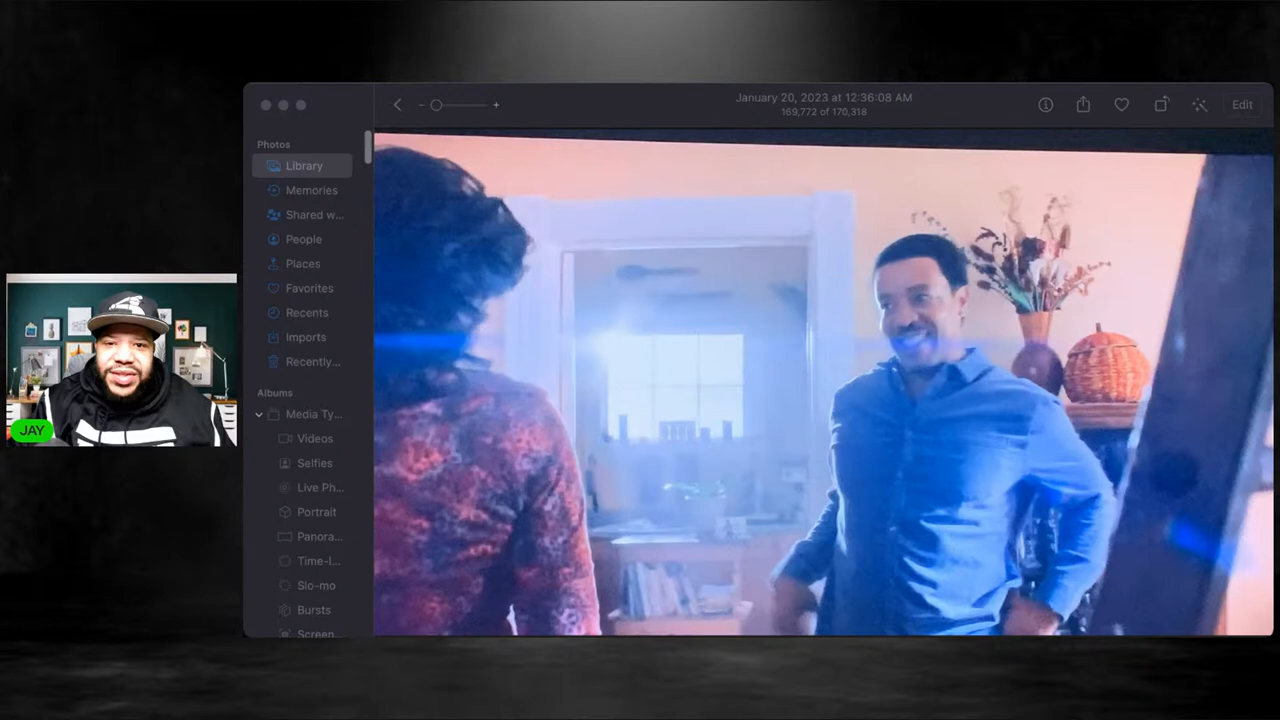 January 20, 2023 at 12:36:08 AM
169,772 of 170,318
Edit
Photos
Library
Memories
Shared w...
People
Places
Favorites
Recents
Imports
Recently...
Albums
Media Ty...
Videos
Selfies
Live Ph...
Portrait
Panora...
Time-l...
Slo-mo
Bursts
Screen...
JAY